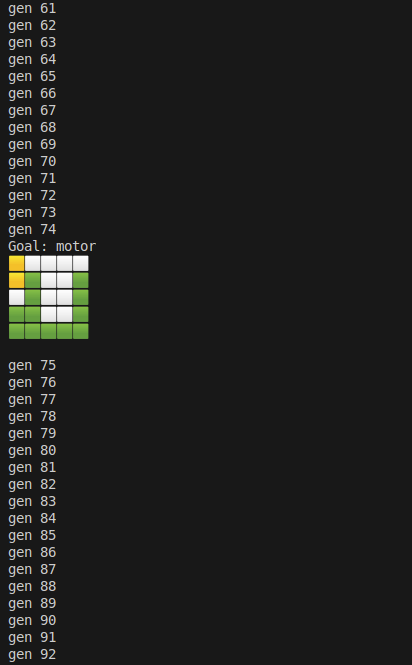 gen 61
gen 62
gen 63
gen 64
gen 65
gen 66
gen 67
gen 68
gen 69
gen 70
gen 71
gen 72
gen 73
gen 74
Goal: motor
🟨⬜⬜⬜⬜
🟨🟩⬜⬜🟩
⬜🟩⬜⬜🟩
🟩🟩⬜⬜🟩
🟩🟩🟩🟩🟩
gen 75
gen 76
gen 77
gen 78
gen 79
gen 80
gen 81
gen 82
gen 83
gen 84
gen 85
gen 86
gen 87
gen 88
gen 89
gen 90
gen 91
gen 92